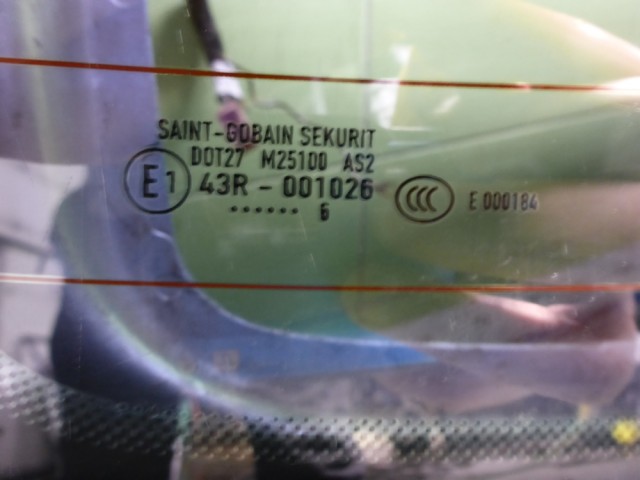 SAINT-GOBAIN SEKURIT
DOT27 M25100 AS2
E1 43R - 001026
CCC E 000184
•••••• 6